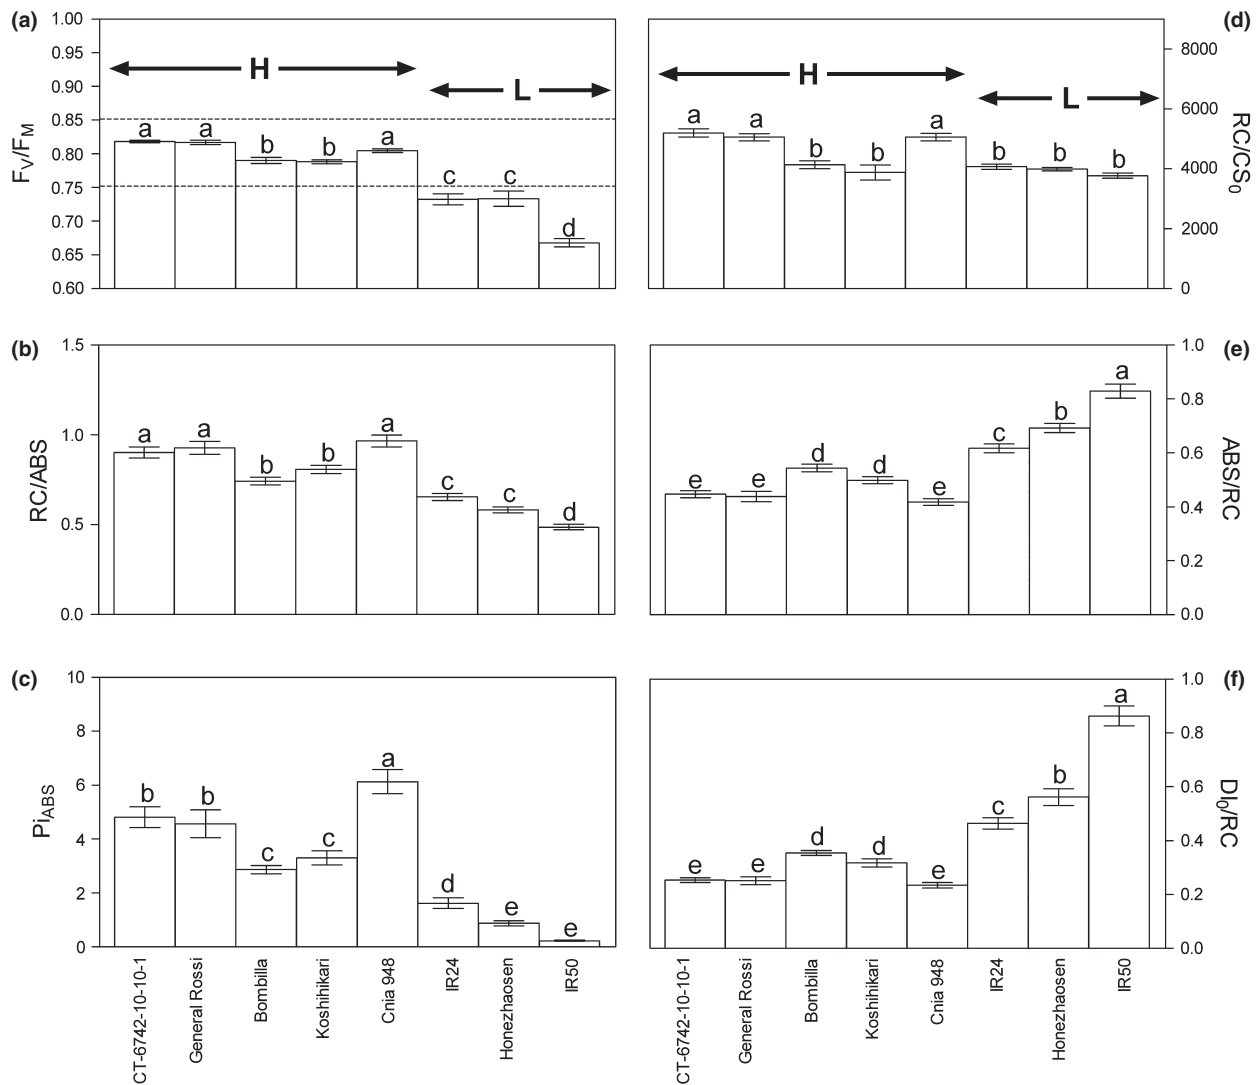 (a)
1.00
0.95
0.90
0.85
0.80
0.75
0.70
0.65
0.60
FV/FM
H
L
a a b b a c c d
(d)
8000
6000
4000
2000
0
RC/CS0
H
L
a a b b a b b b
(b)
1.5
1.0
0.5
0.0
RC/ABS
a a b b a c c d
(e)
1.0
0.8
0.6
0.4
0.2
0.0
ABS/RC
e e d d e c b a
(c)
10
8
6
4
2
0
PiABS
b b c c a d e e
(f)
1.0
0.8
0.6
0.4
0.2
0.0
DI0/RC
e e d d e c b a
CT-6742-10-10-1
General Rossi
Bombilla
Koshihikari
Cnia 948
IR24
Honezhaosen
IR50
CT-6742-10-10-1
General Rossi
Bombilla
Koshihikari
Cnia 948
IR24
Honezhaosen
IR50